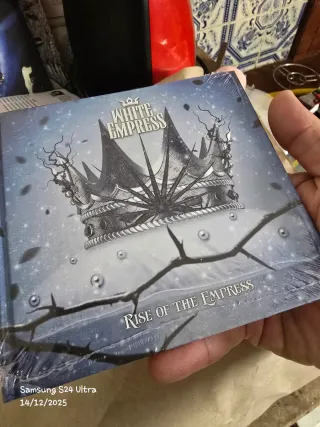 WHITE
EMPRESS
RISE OF THE EMPRESS
Samsung S24 Ultra
14/12/2025